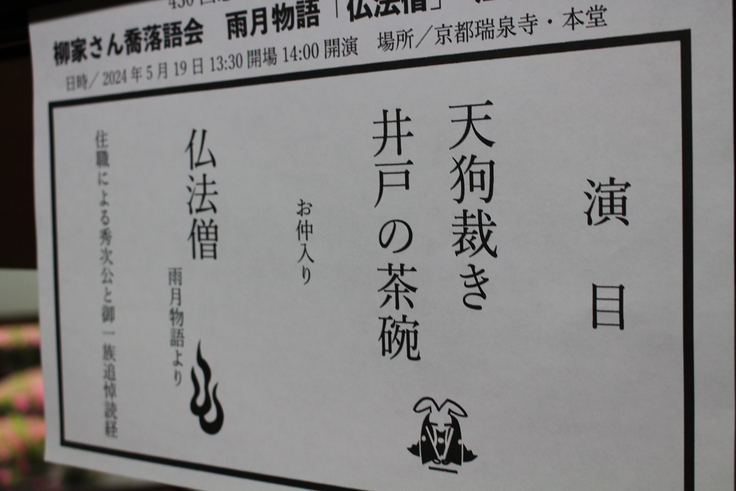 柳家さん喬落語会　雨月物語「仏法僧」
日時／2024年5月19日 13:30開場 14:00開演　場所／京都瑞泉寺・本堂
演目
天狗裁き
井戸の茶碗
お仲入り
仏法僧
雨月物語より
住職による秀次公と御一族追悼読経